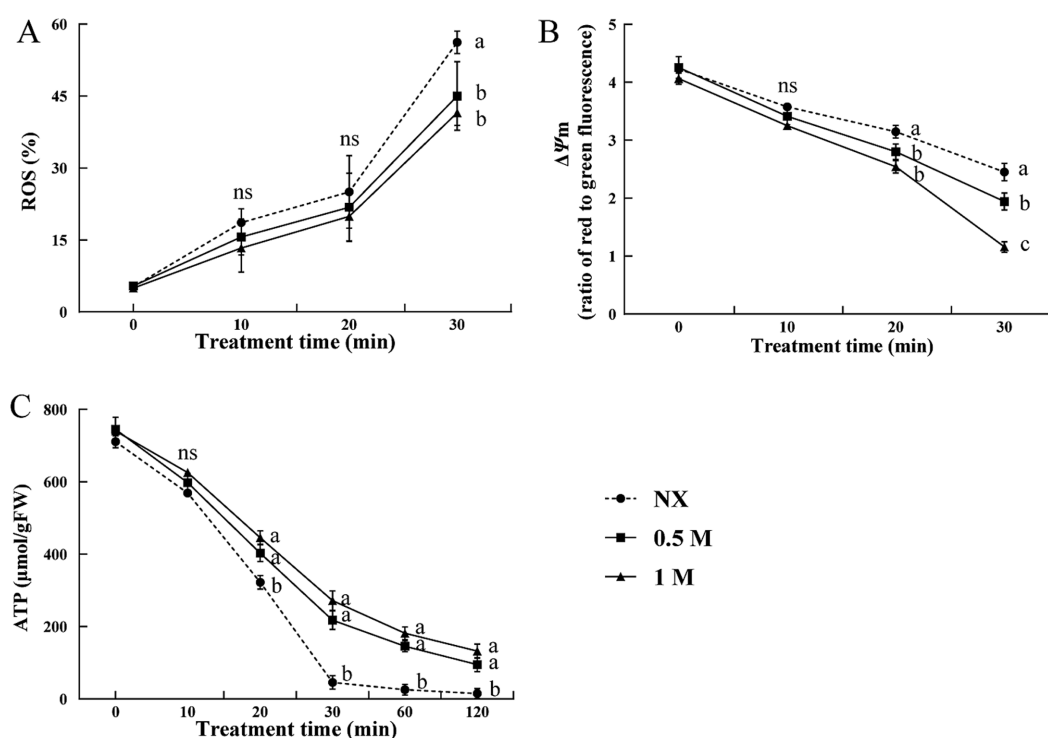 A
60
45
30
15
0
ROS (%)
ns
ns
a
b
b
0
10
20
30
Treatment time (min)
B
5
4
3
2
1
0
ΔΨm
(ratio of red to green fluorescence)
ns
a
b
b
a
b
c
0
10
20
30
Treatment time (min)
C
800
600
400
200
0
ATP (μmol/gFW)
ns
a
a
b
a
a
b
a
a
b
a
a
b
0
10
20
30
60
120
Treatment time (min)
NX
0.5 M
1 M